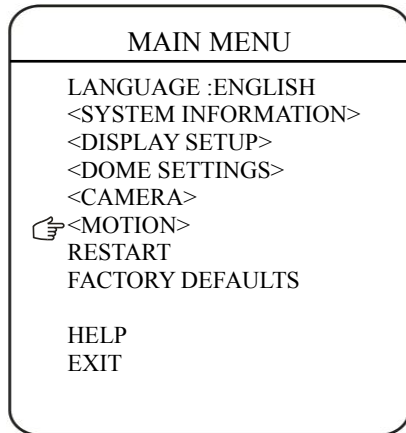 MAIN MENU
LANGUAGE :ENGLISH
<SYSTEM INFORMATION>
<DISPLAY SETUP>
<DOME SETTINGS>
<CAMERA>
<MOTION>
RESTART
FACTORY DEFAULTS
HELP
EXIT